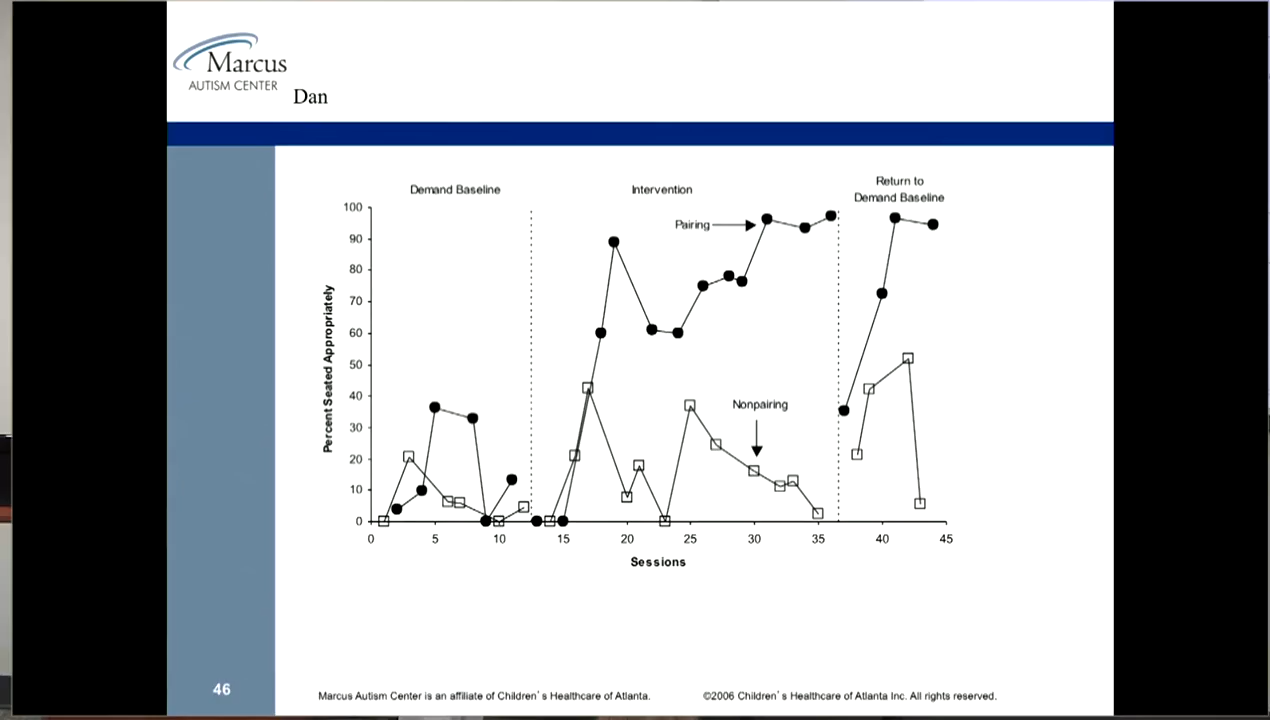 Marcus
AUTISM CENTER
Dan
Demand Baseline
Intervention
Return to
Demand Baseline
Pairing
Nonpairing
Percent Seated Appropriately
100
90
80
70
60
50
40
30
20
10
0
0 5 10 15 20 25 30 35 40 45
Sessions
46
Marcus Autism Center is an affiliate of Children's Healthcare of Atlanta. ©2006 Children's Healthcare of Atlanta Inc. All rights reserved.